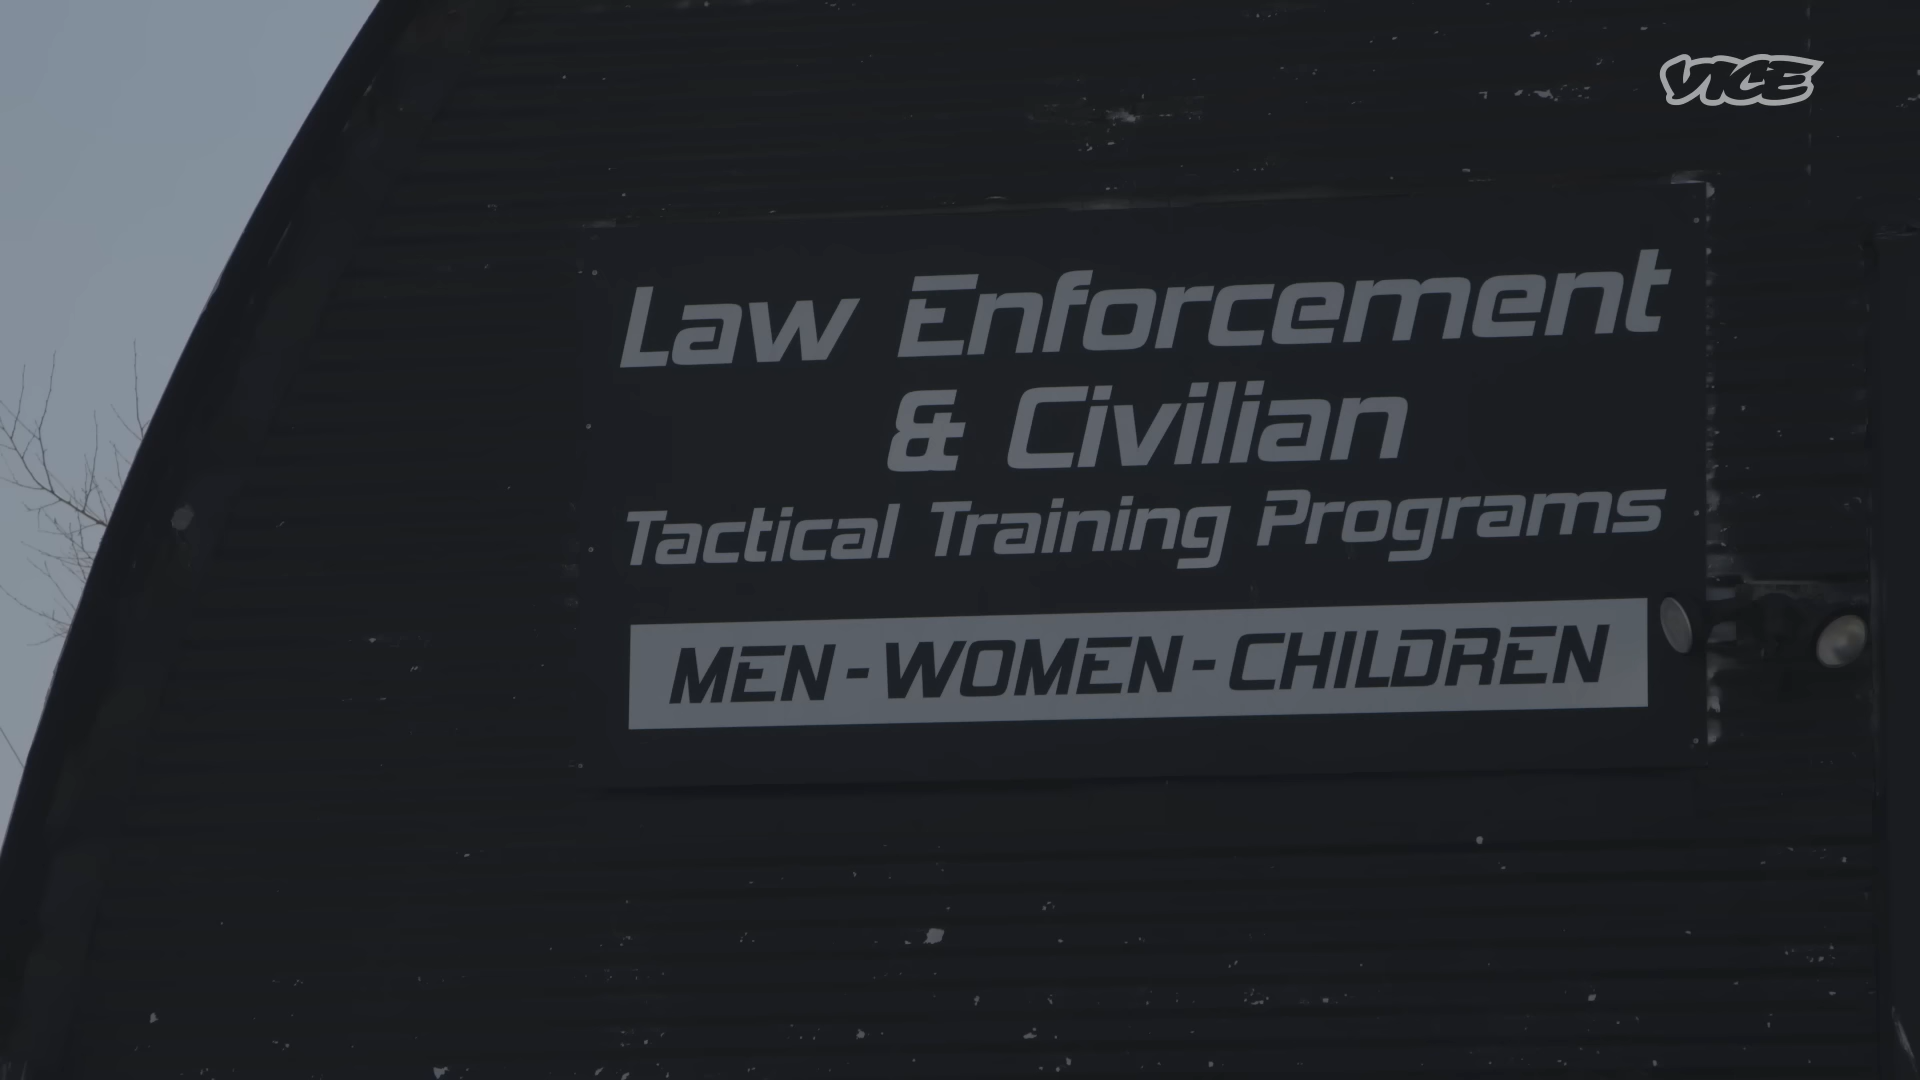 VICE
Law Enforcement
& Civilian
Tactical Training Programs
MEN-WOMEN-CHILDREN